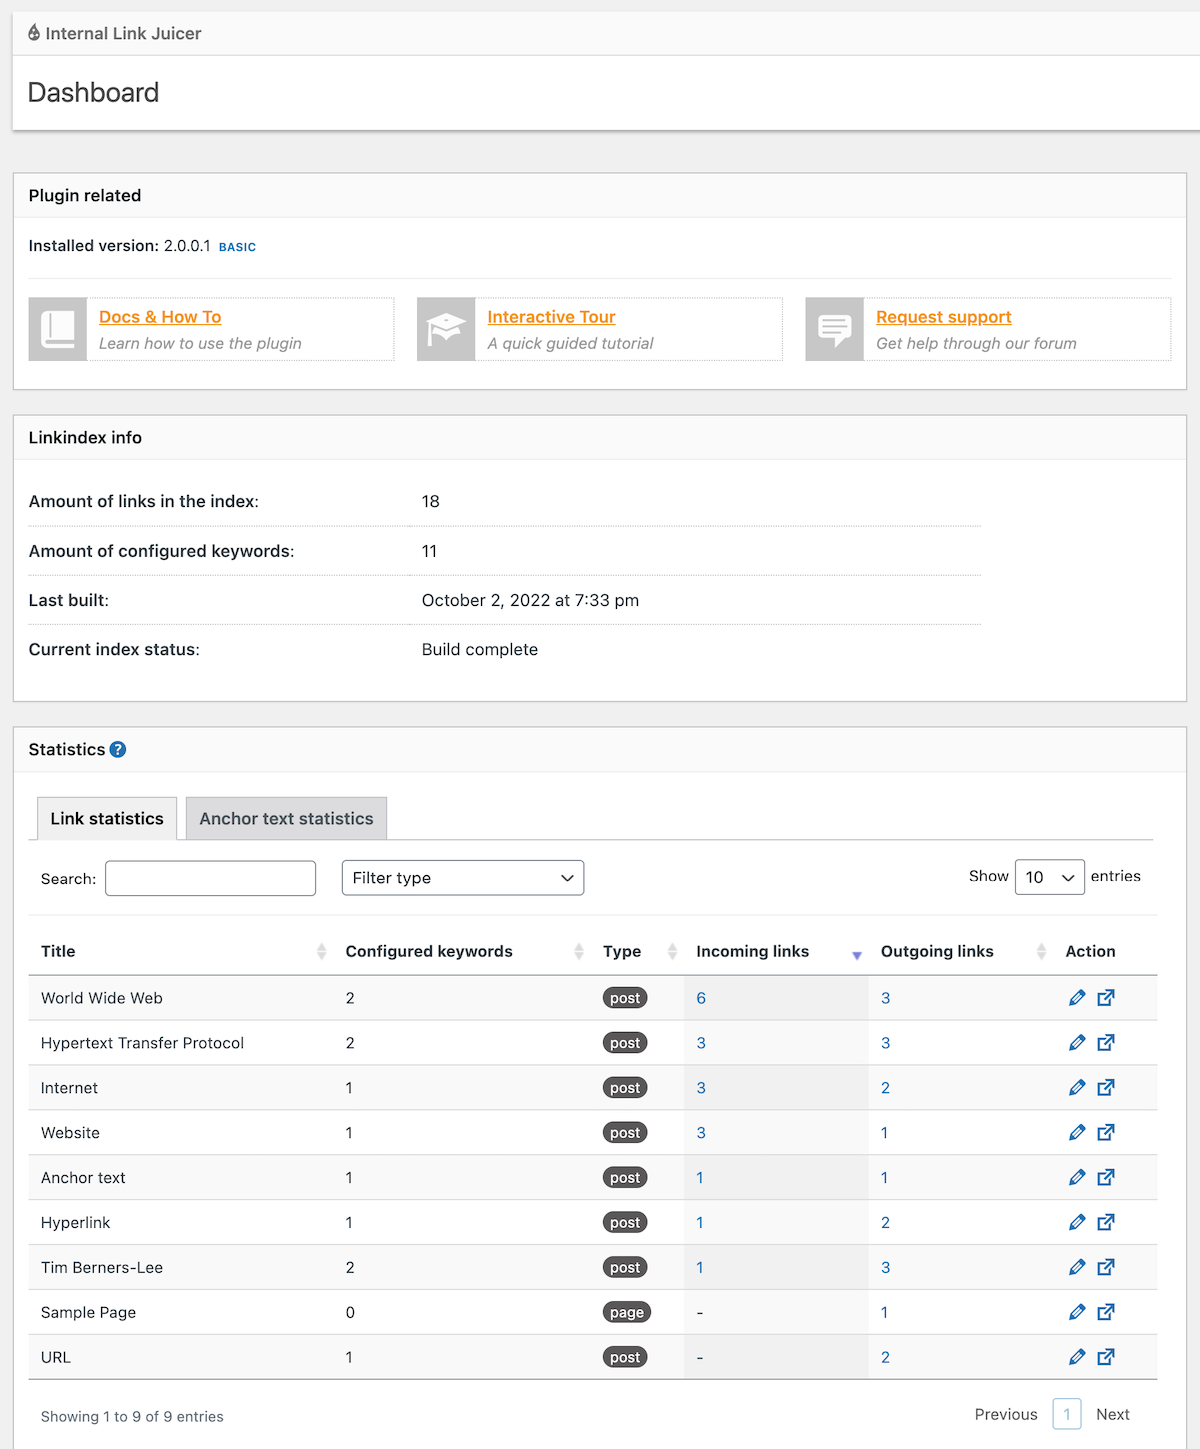 Internal Link Juicer
Dashboard
Plugin related
Installed version: 2.0.0.1 BASIC
Docs & How To
Learn how to use the plugin
Interactive Tour
A quick guided tutorial
Request support
Get help through our forum
Linkindex info
Amount of links in the index: 18
Amount of configured keywords: 11
Last built: October 2, 2022 at 7:33 pm
Current index status: Build complete
Statistics ?
Link statistics Anchor text statistics
Search: Filter type Show 10 entries
Title Configured keywords Type Incoming links Outgoing links Action
World Wide Web 2 post 6 3
Hypertext Transfer Protocol 2 post 3 3
Internet 1 post 3 2
Website 1 post 3 1
Anchor text 1 post 1 1
Hyperlink 1 post 1 2
Tim Berners-Lee 2 post 1 3
Sample Page 0 page - 1
URL 1 post - 2
Showing 1 to 9 of 9 entries Previous 1 Next